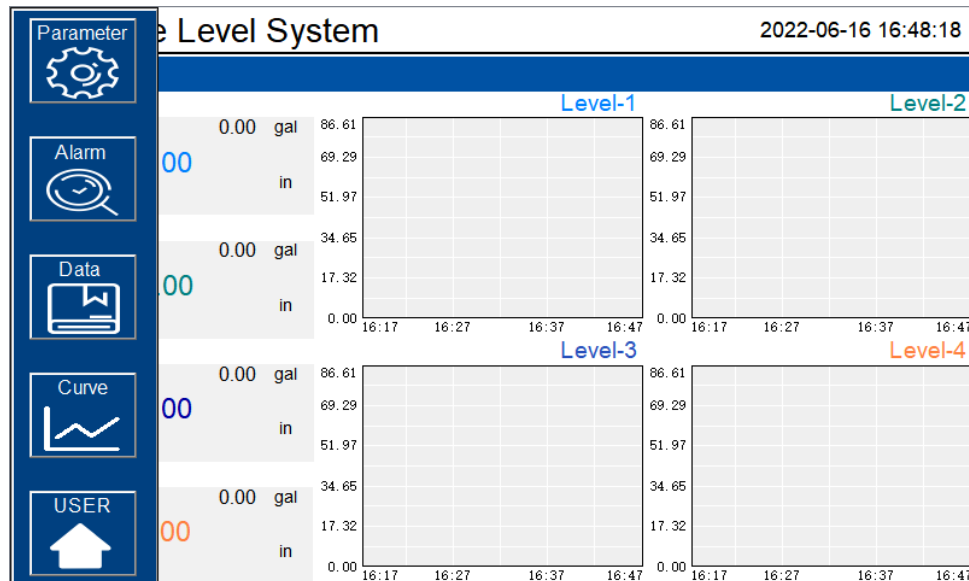 Parameter
Alarm
Data
Curve
USER
e Level System
2022-06-16 16:48:18
0.00 gal
00
in
0.00 gal
.00
in
0.00 gal
00
in
0.00 gal
00
in
Level-1
86.61
69.29
51.97
34.65
17.32
0.00
16:17 16:27 16:37 16:47
Level-2
86.61
69.29
51.97
34.65
17.32
0.00
16:17 16:27 16:37 16:47
Level-3
86.61
69.29
51.97
34.65
17.32
0.00
16:17 16:27 16:37 16:47
Level-4
86.61
69.29
51.97
34.65
17.32
0.00
16:17 16:27 16:37 16:47